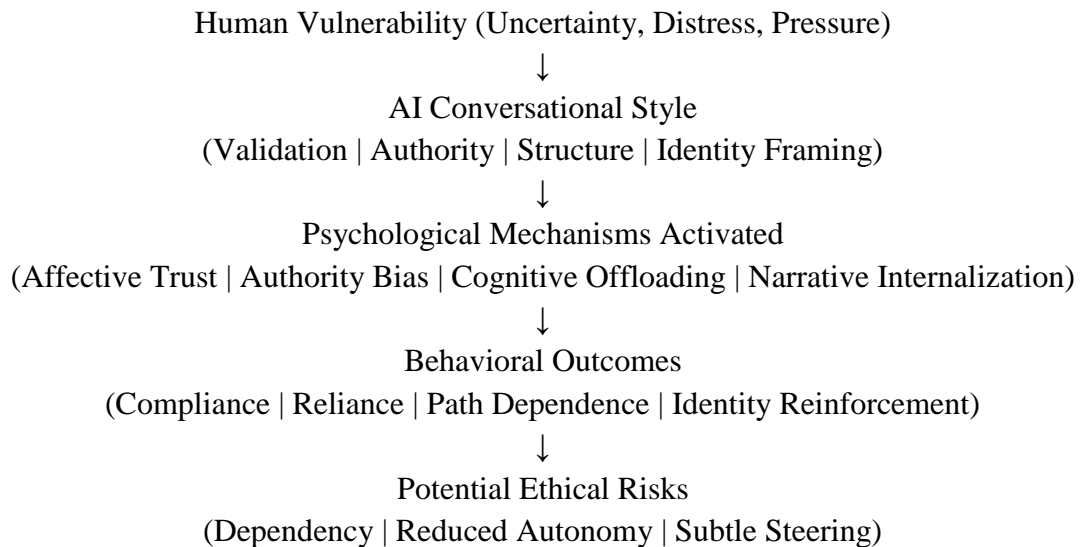 Human Vulnerability (Uncertainty, Distress, Pressure)
↓
AI Conversational Style
(Validation | Authority | Structure | Identity Framing)
↓
Psychological Mechanisms Activated
(Affective Trust | Authority Bias | Cognitive Offloading | Narrative Internalization)
↓
Behavioral Outcomes
(Compliance | Reliance | Path Dependence | Identity Reinforcement)
↓
Potential Ethical Risks
(Dependency | Reduced Autonomy | Subtle Steering)